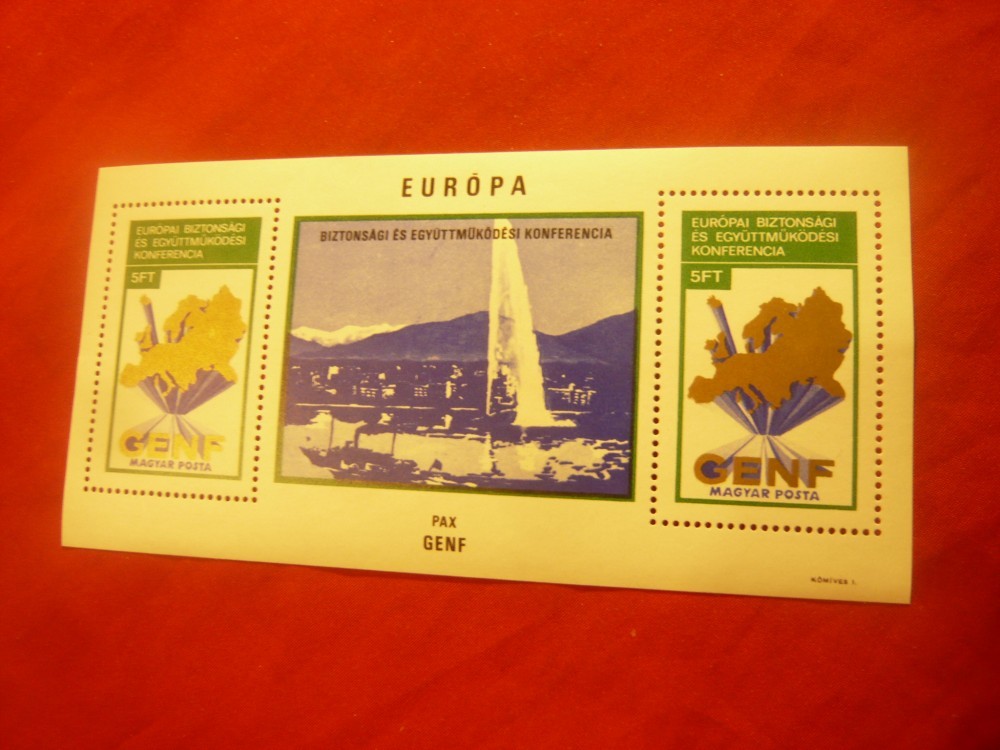 EURÓPA
EURÓPAI BIZTONSÁGI
ÉS EGYÜTTMŰKÖDÉSI
KONFERENCIA
5FT
GENF
MAGYAR POSTA
BIZTONSÁGI ÉS EGYÜTTMŰKÖDÉSI KONFERENCIA
EURÓPAI BIZTONSÁGI
ÉS EGYÜTTMŰKÖDÉSI
KONFERENCIA
5FT
GENF
MAGYAR POSTA
PAX
GENF
KŐMÍVES I.